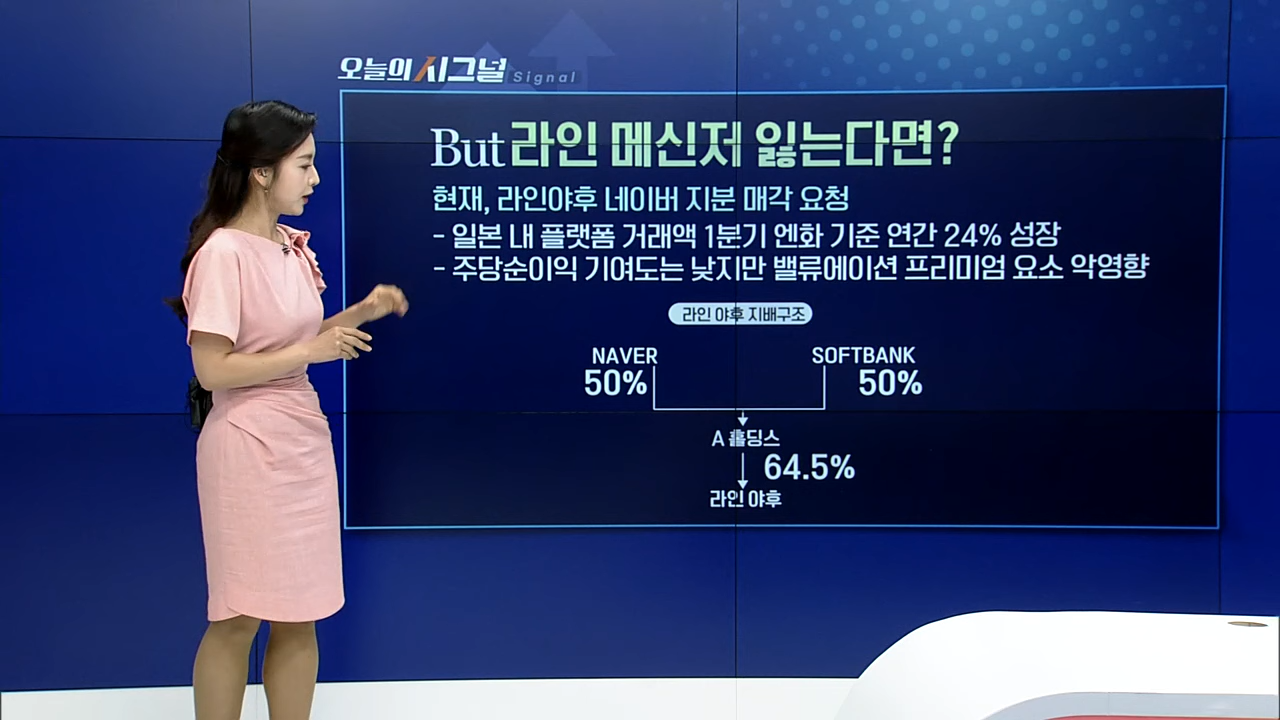 오늘의 시그널 Signal
But 라인 메신저 잃는다면?
현재, 라인야후 네이버 지분 매각 요청
- 일본 내 플랫폼 거래액 1분기 엔화 기준 연간 24% 성장
- 주당순이익 기여도는 낮지만 밸류에이션 프리미엄 요소 악영향
라인 야후 지배구조
NAVER SOFTBANK
50% 50%
A 홀딩스
64.5%
라인 야후